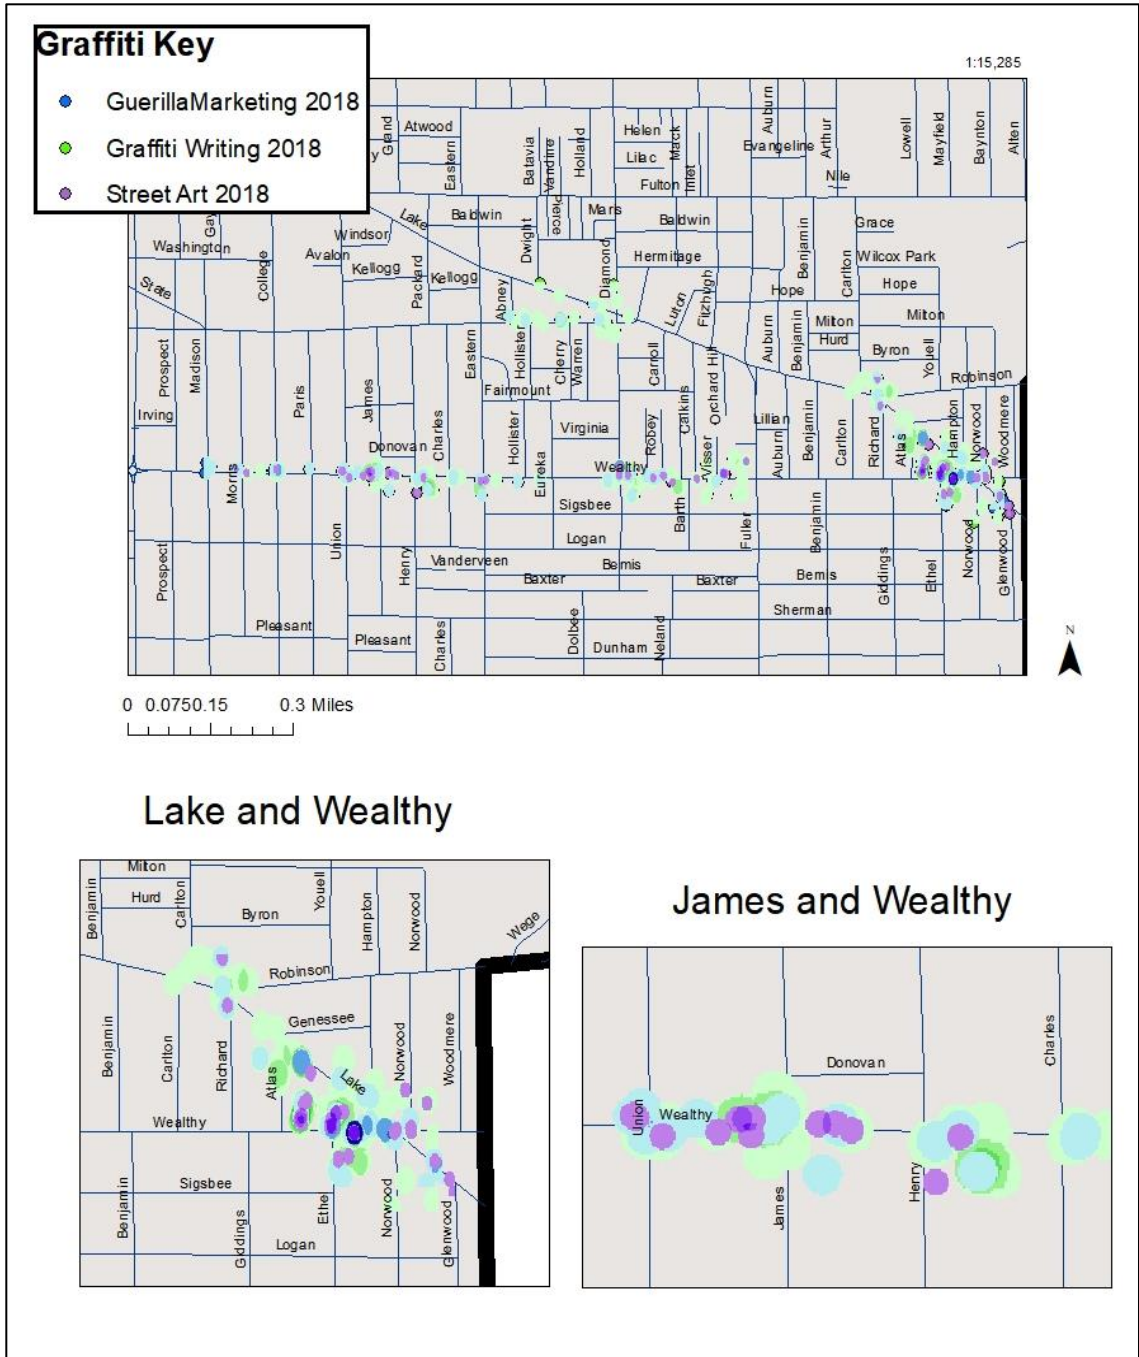 Graffiti Key
GuerillaMarketing 2018
Graffiti Writing 2018
Street Art 2018
1:15,285
Grand
Atwood
Eastern
Batavia
Vandirre
Holland
Helen
Lilac
Fulton
Mack
Inlet
Auburn
Evangeline
Arthur
Nile
Lowell
Mayfield
Baynton
Alten
Lake
Baldwin
Dwight
Pierce
Mars
Baldwin
Benjamin
Grace
Washington
College
Windsor
Avalon
Kellogg
Packard
Kellogg
Abney
Diamond
Hermitage
Luton
Fitzhugh
Hope
Carlton
Wilcox Park
Hope
State
Prospect
Madison
Paris
James
Eastern
Hollister
Cherry
Warren
Carroll
Orchard Hill
Auburn
Benjamin
Milton
Hurd
Milton
Byron
Youell
Robinson
Irving
Fairmount
Calkins
Lillian
Donovan
Charles
Hollister
Virginia
Robey
Visser
Auburn
Benjamin
Carlton
Richard
Atlas
Hampton
Norwood
Woodmere
Morris
Eureka
Wealthy
Sigsbee
Barth
Fuller
Logan
Union
Henry
Vanderveen
Bemis
Baxter
Baxter
Bemis
Benjamin
Giddings
Ethel
Norwood
Glenwood
Prospect
Sherman
Pleasant
Pleasant
Charles
Dolbee
Dunham
Neland
N
0 0.0750.15 0.3 Miles
Lake and Wealthy
Milton
Hurd
Benjamin
Carlton
Byron
Youell
Hampton
Norwood
Wege
Robinson
Genessee
Benjamin
Carlton
Richard
Atlas
Lake
Norwood
Woodmere
Wealthy
Sigsbee
Benjamin
Giddings
Ethel
Norwood
Glenwood
Logan
James and Wealthy
Donovan
Charles
Union
Wealthy
James
Henry